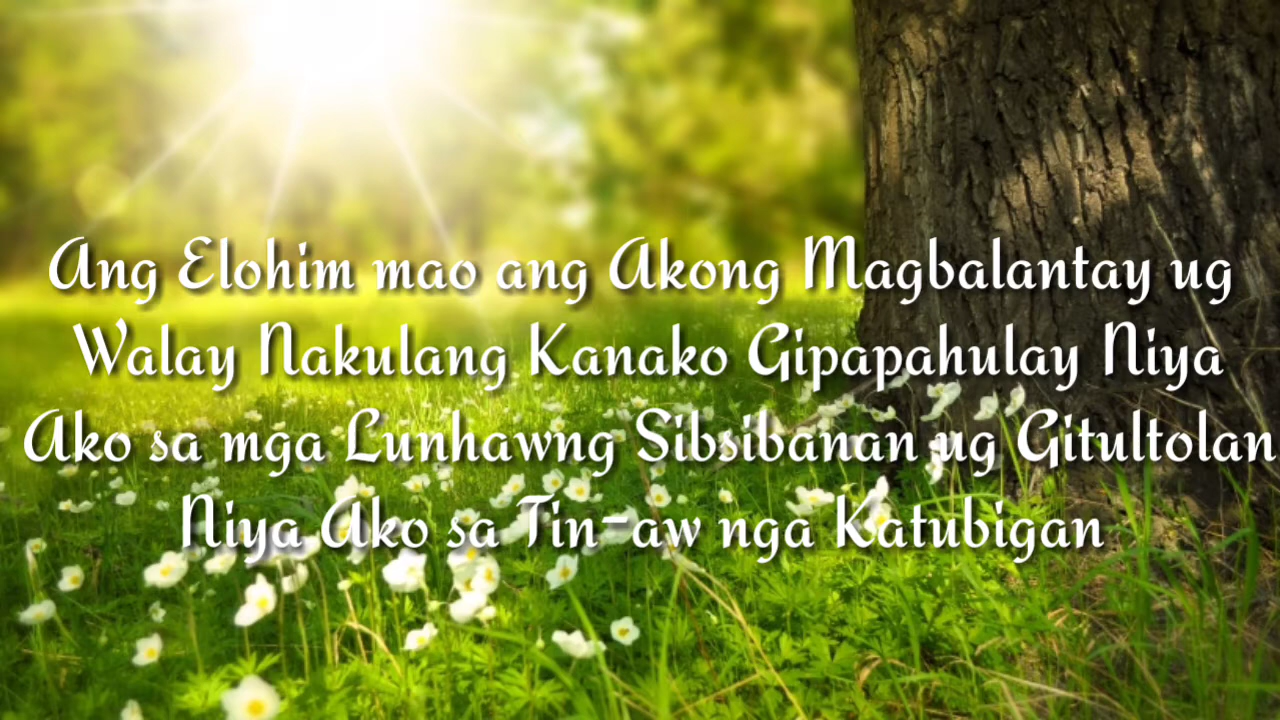 Ang Elohim mao ang Akong Magbalantay ug
Walay Nakulang Kanako Gipapahulay Niya
Ako sa mga Lunhawng Sibsibanan ug Gitultolan
Niya Ako sa Tin-aw nga Katubigan